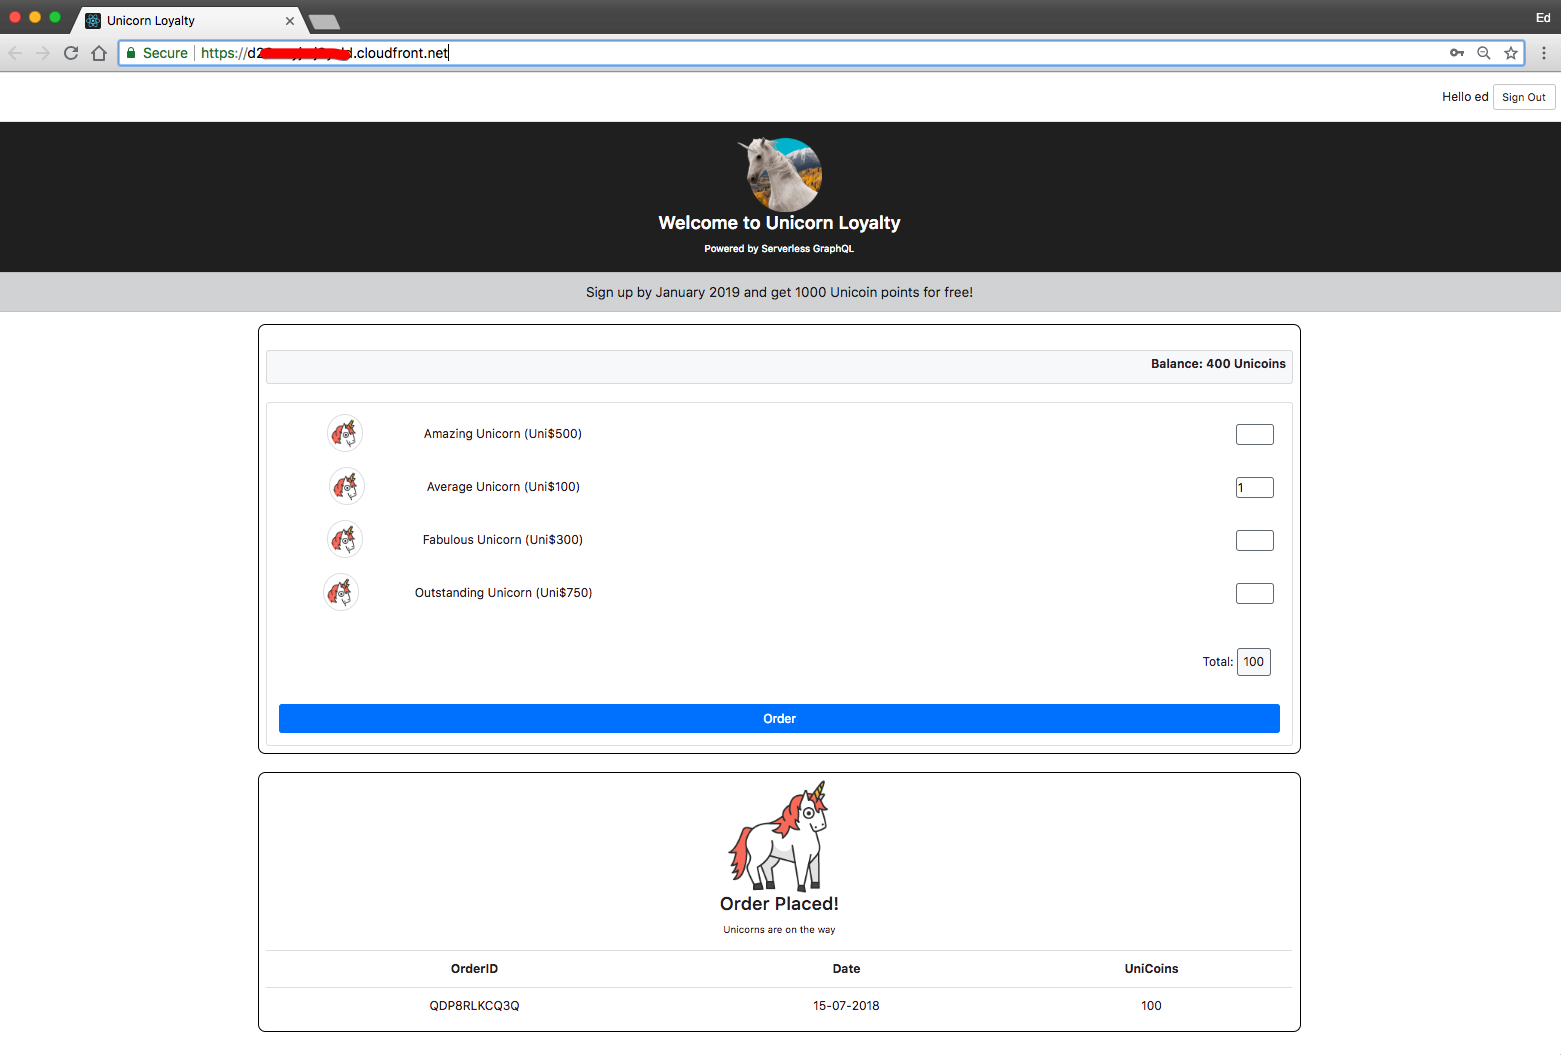 Unicorn Loyalty
Ed
Secure https://d2 .cloudfront.net
Hello ed Sign Out
Welcome to Unicorn Loyalty
Powered by Serverless GraphQL
Sign up by January 2019 and get 1000 Unicoin points for free!
Balance: 400 Unicoins
Amazing Unicorn (Uni$500)
Average Unicorn (Uni$100) 1
Fabulous Unicorn (Uni$300)
Outstanding Unicorn (Uni$750)
Total: 100
Order
Order Placed!
Unicorns are on the way
OrderID Date UniCoins
QDP8RLKCQ3Q 15-07-2018 100